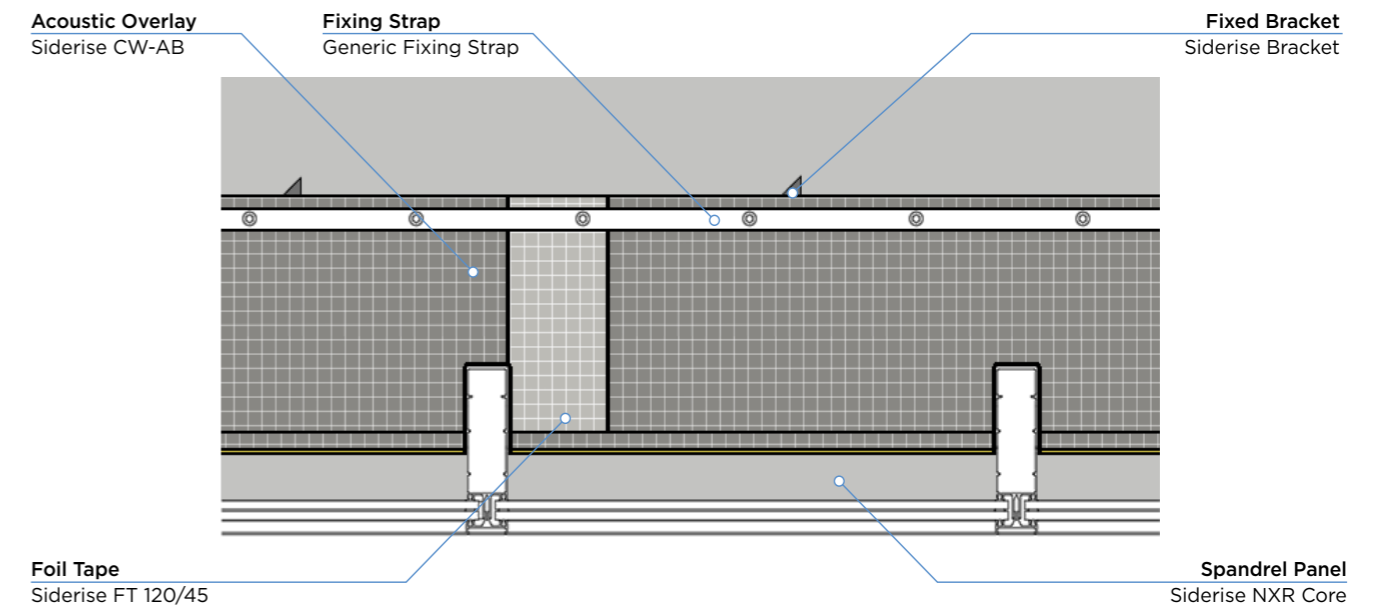 Acoustic Overlay
Siderise CW-AB
Fixing Strap
Generic Fixing Strap
Fixed Bracket
Siderise Bracket
Foil Tape
Siderise FT 120/45
Spandrel Panel
Siderise NXR Core